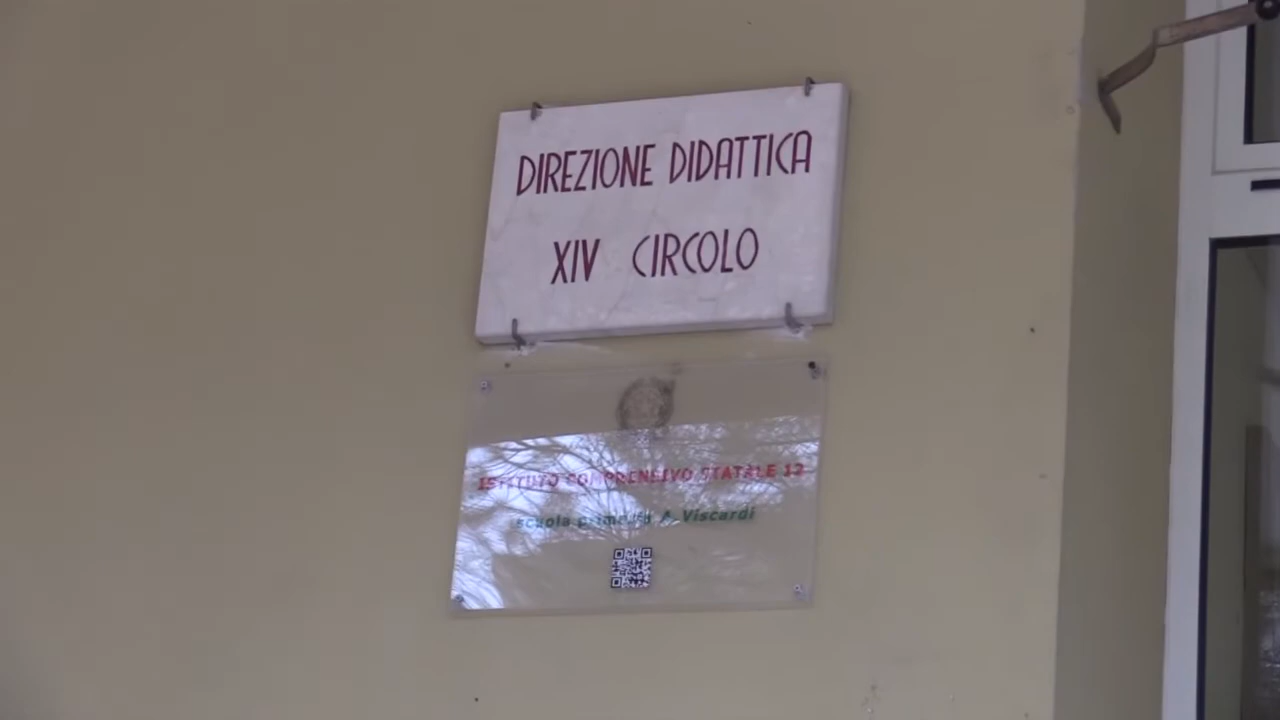 DIREZIONE DIDATTICA
XIV CIRCOLO
ISTITUTO COMPRENSIVO STATALE 12
scuola primaria A Viscardi